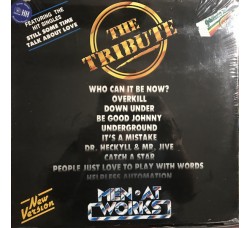 FEATURING THE
HIT SINGLES
STILL SOME TIME
TALK ABOUT LOVE
THE
TRIBUTE
WHO CAN IT BE NOW?
OVERKILL
DOWN UNDER
BE GOOD JOHNNY
UNDERGROUND
IT'S A MISTAKE
DR. HECKYLL & MR. JIVE
CATCH A STAR
PEOPLE JUST LOVE TO PLAY WITH WORDS
HELPLESS AUTOMATION
New
Version
MEN·AT
WORKS